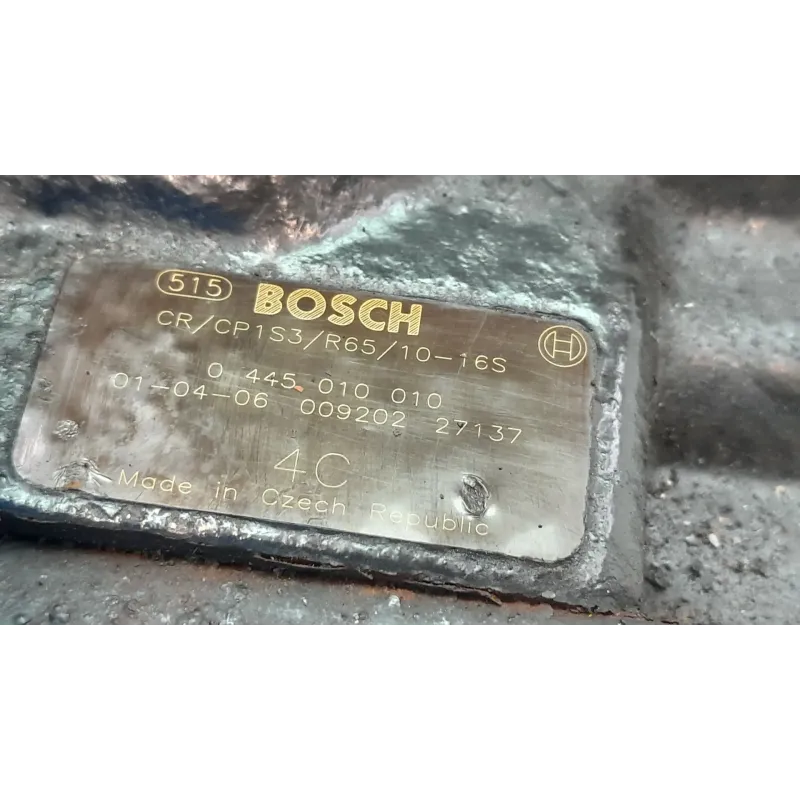 515 BOSCH
CR/CP1S3/R65/10-16S
0 445 010 010
01-04-06 009202 27137
4C
Made in Czech Republic